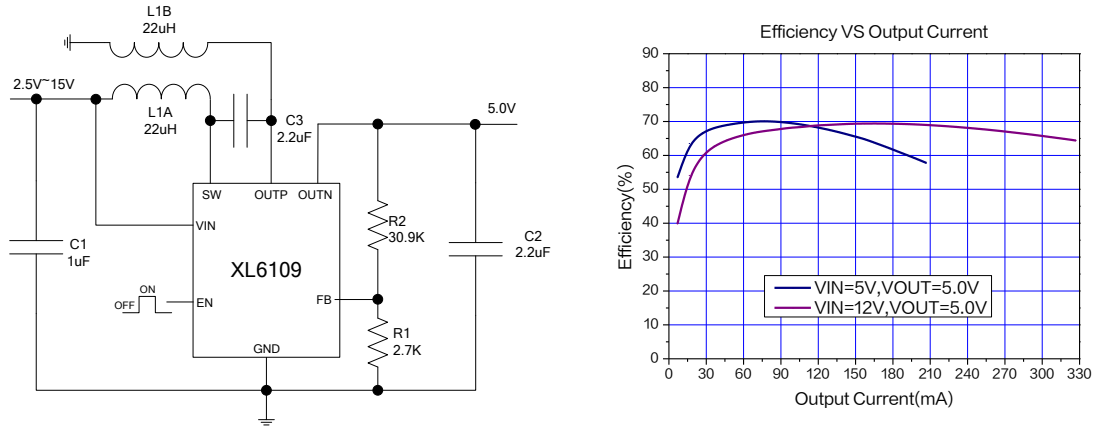 L1B
22uH
2.5V~15V
L1A
22uH
C3
2.2uF
5.0V
SW
OUTP
OUTN
VIN
R2
30.9K
C1
1uF
C2
2.2uF
XL6109
ON
OFF
EN
FB
R1
2.7K
GND
Efficiency VS Output Current
Efficiency(%)
90
80
70
60
50
40
30
20
10
0
VIN=5V,VOUT=5.0V
VIN=12V,VOUT=5.0V
0 30 60 90 120 150 180 210 240 270 300 330
Output Current(mA)